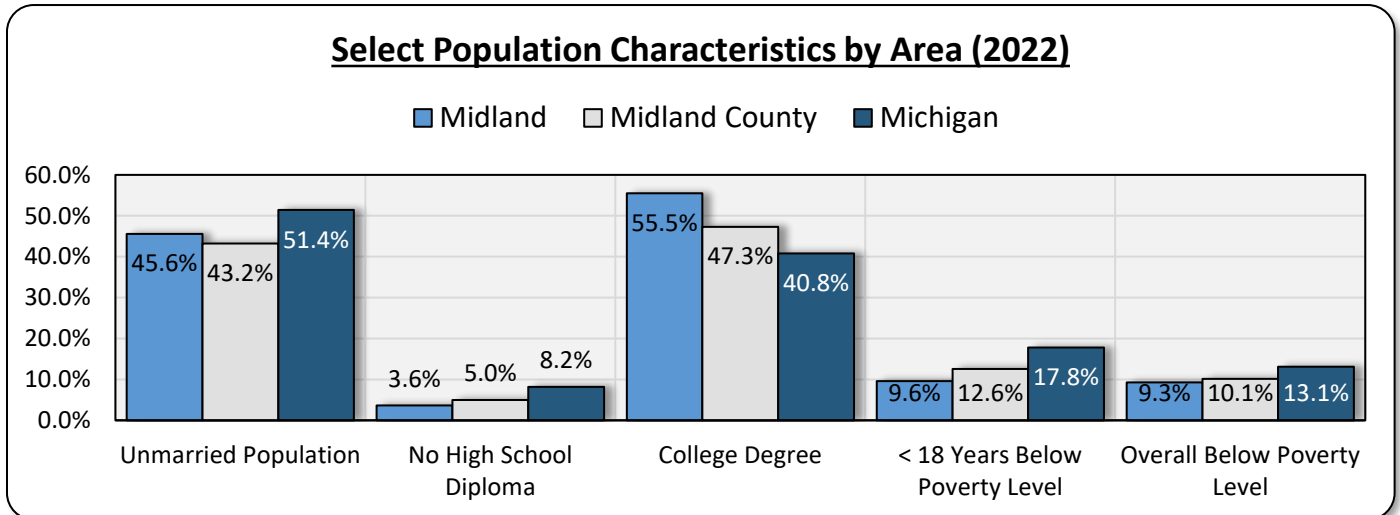 Select Population Characteristics by Area (2022)
Midland Midland County Michigan
60.0%
50.0%
40.0%
30.0%
20.0%
10.0%
0.0%
45.6% 43.2% 51.4%
3.6% 5.0% 8.2%
55.5% 47.3% 40.8%
9.6% 12.6% 17.8%
9.3% 10.1% 13.1%
Unmarried Population
No High School
Diploma
College Degree
< 18 Years Below
Poverty Level
Overall Below Poverty
Level